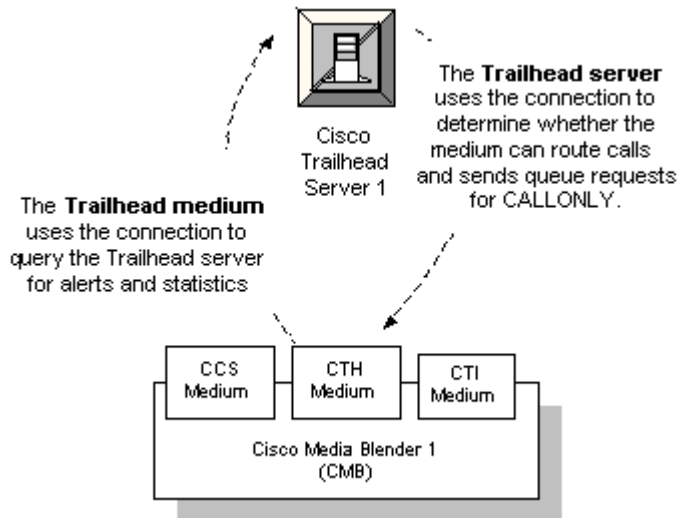 Cisco
Trailhead
Server 1
The Trailhead server
uses the connection to
determine whether the
medium can route calls
and sends queue requests
for CALLONLY.
The Trailhead medium
uses the connection to
query the Trailhead server
for alerts and statistics
CCS
Medium
CTH
Medium
CTI
Medium
Cisco Media Blender 1
(CMB)